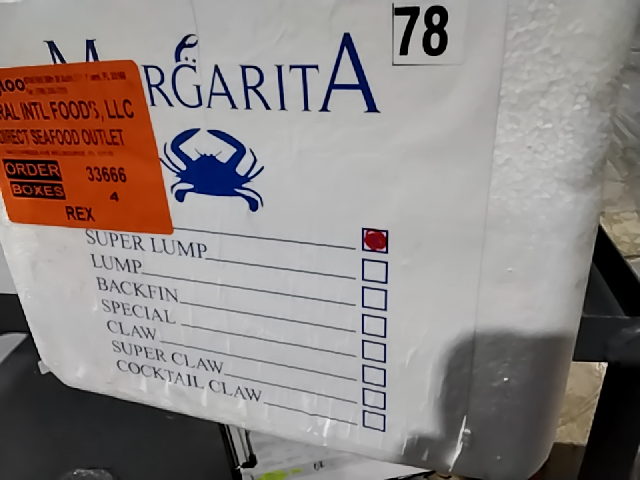 78
MARGARITA
RAL INTL FOOD'S, LLC
DIRECT SEAFOOD OUTLET
ORDER 33666
BOXES 4
REX
SUPER LUMP
LUMP
BACKFIN
SPECIAL
CLAW
SUPER CLAW
COCKTAIL CLAW